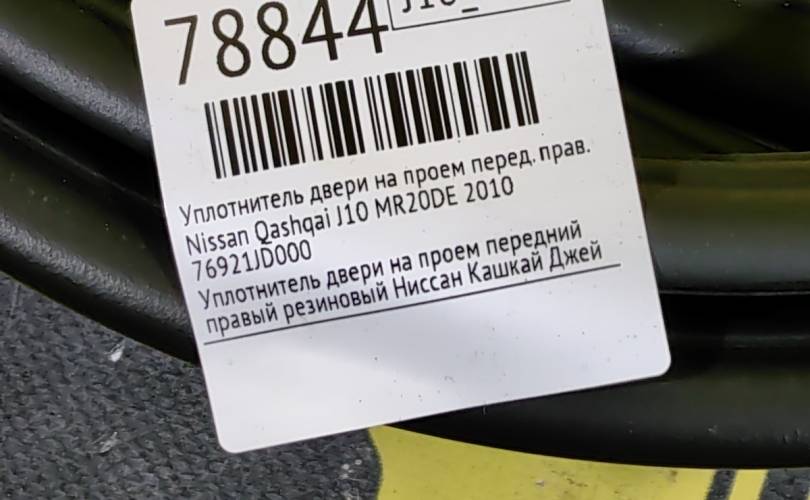 78844
J10_
Уплотнитель двери на проем перед. прав.
Nissan Qashqai J10 MR20DE 2010
76921JD000
Уплотнитель двери на проем передний
правый резиновый Ниссан Кашкай Джей